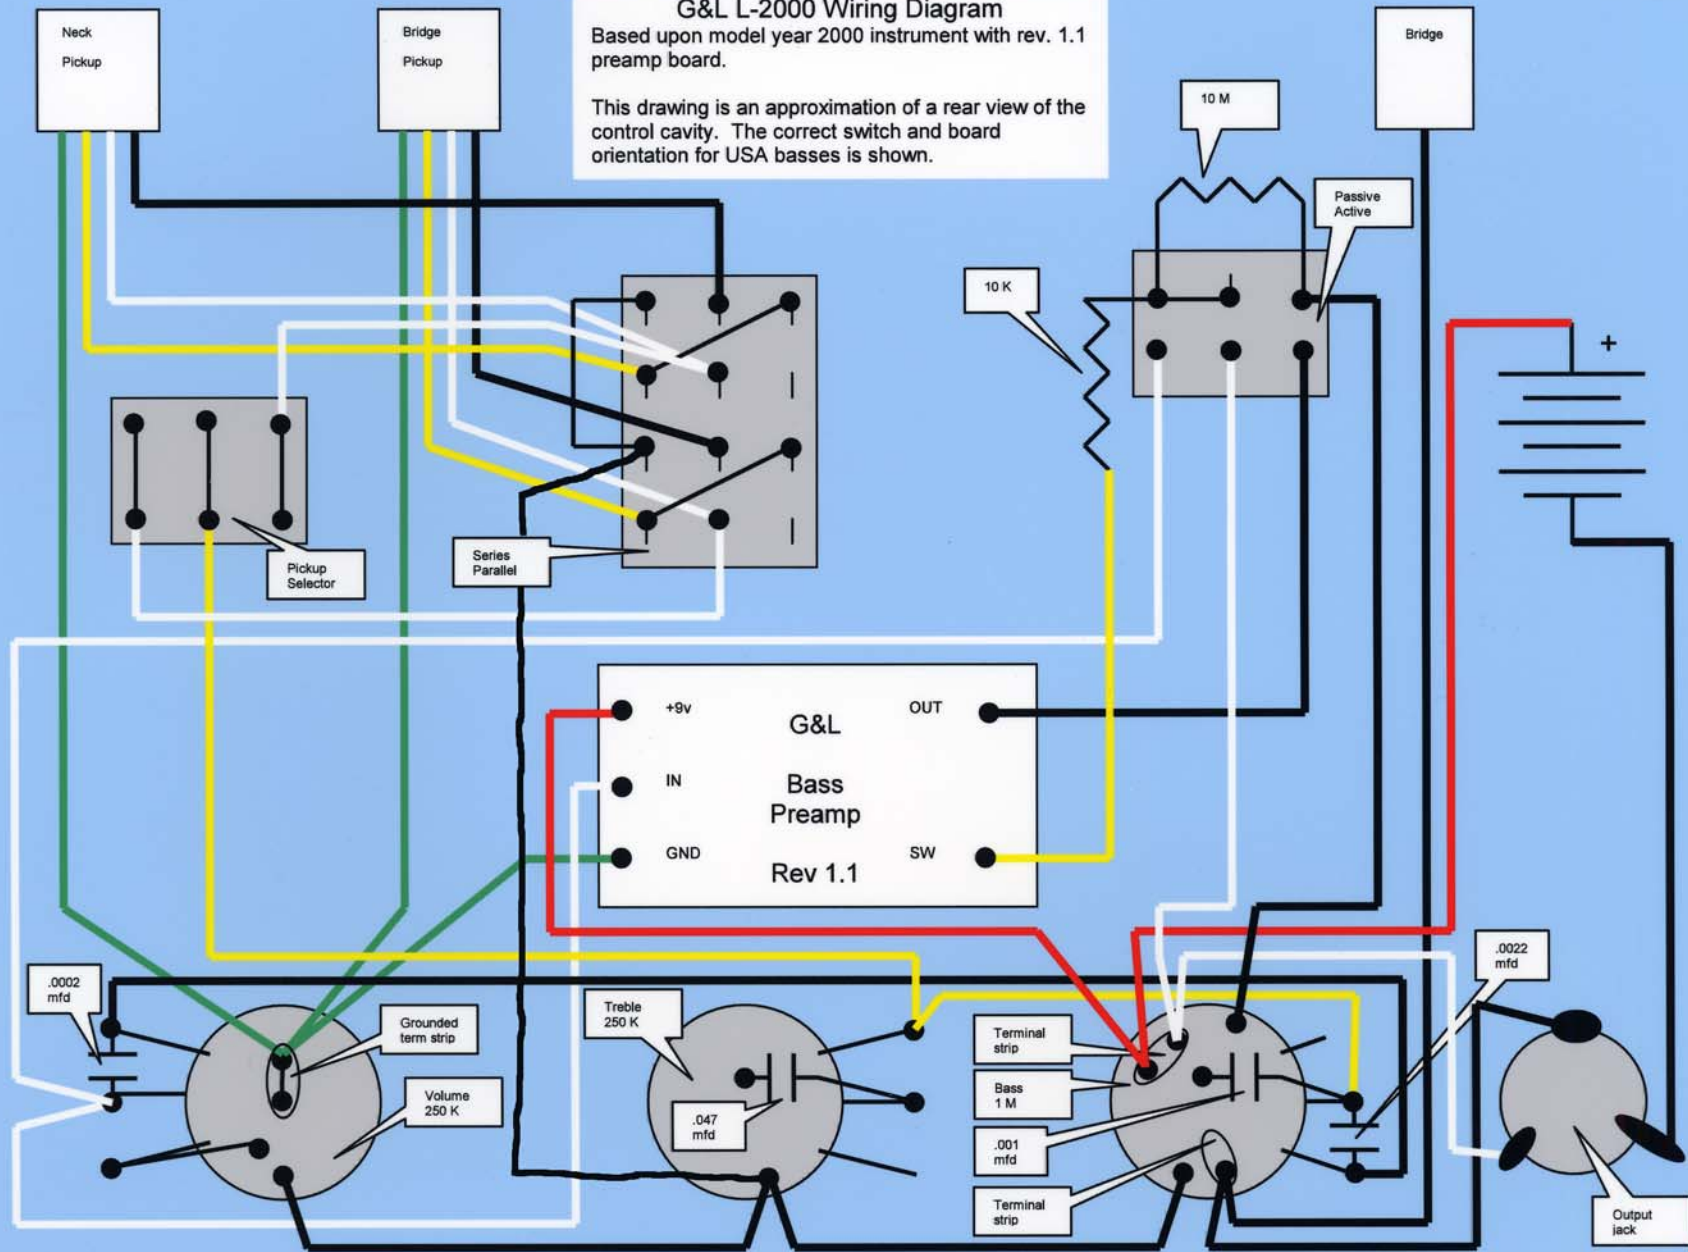 G&L L-2000 Wiring Diagram
Based upon model year 2000 instrument with rev. 1.1
preamp board.
This drawing is an approximation of a rear view of the
control cavity. The correct switch and board
orientation for USA basses is shown.
Neck
Pickup
Bridge
Pickup
Bridge
10 M
Passive
Active
10 K
+
Pickup
Selector
Series
Parallel
+9v
OUT
G&L
IN
Bass
Preamp
GND
SW
Rev 1.1
.0002
mfd
Grounded
term strip
Volume
250 K
Treble
250 K
.047
mfd
Terminal
strip
Bass
1 M
.001
mfd
Terminal
strip
.0022
mfd
Output
jack